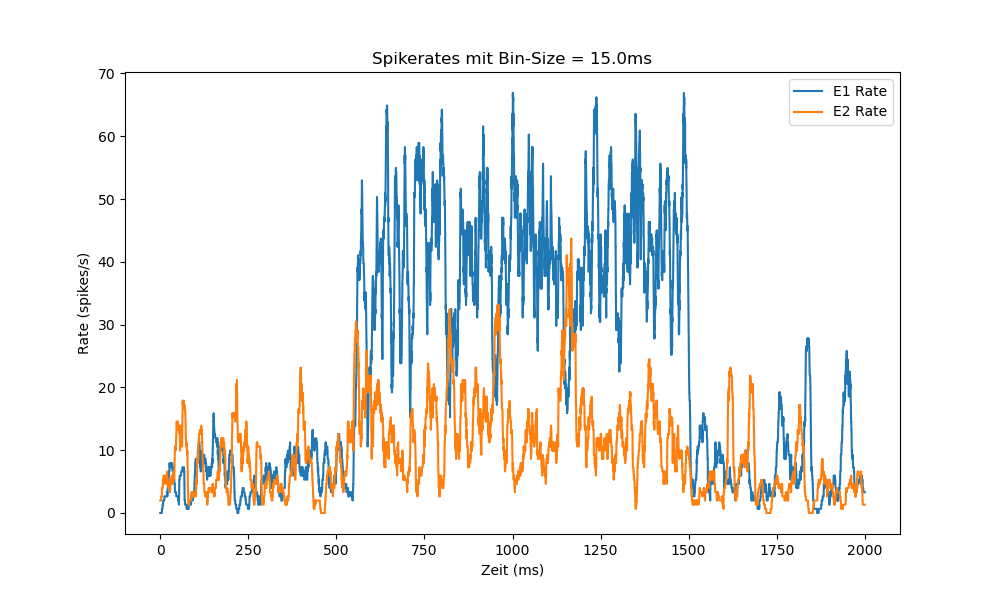 Spikerates mit Bin-Size = 15.0ms
E1 Rate
E2 Rate
70
60
50
40
30
20
10
0
Rate (spikes/s)
0 250 500 750 1000 1250 1500 1750 2000
Zeit (ms)